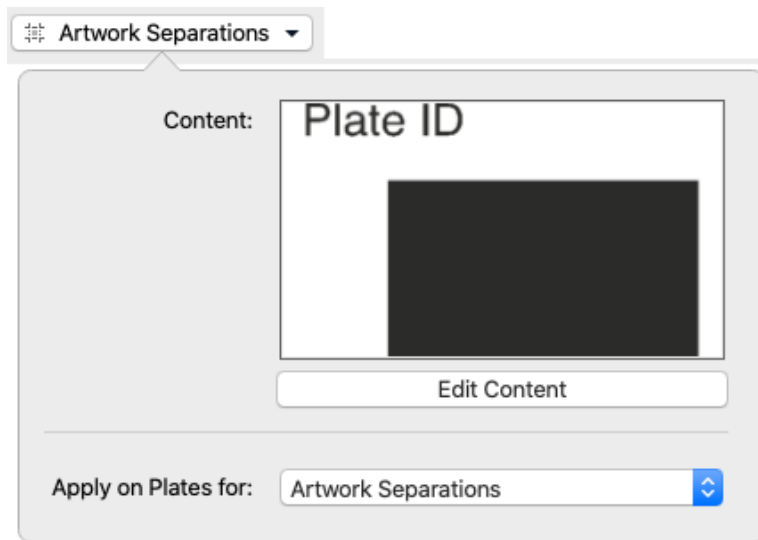 Artwork Separations
Content:
Plate ID
Edit Content
Apply on Plates for: Artwork Separations